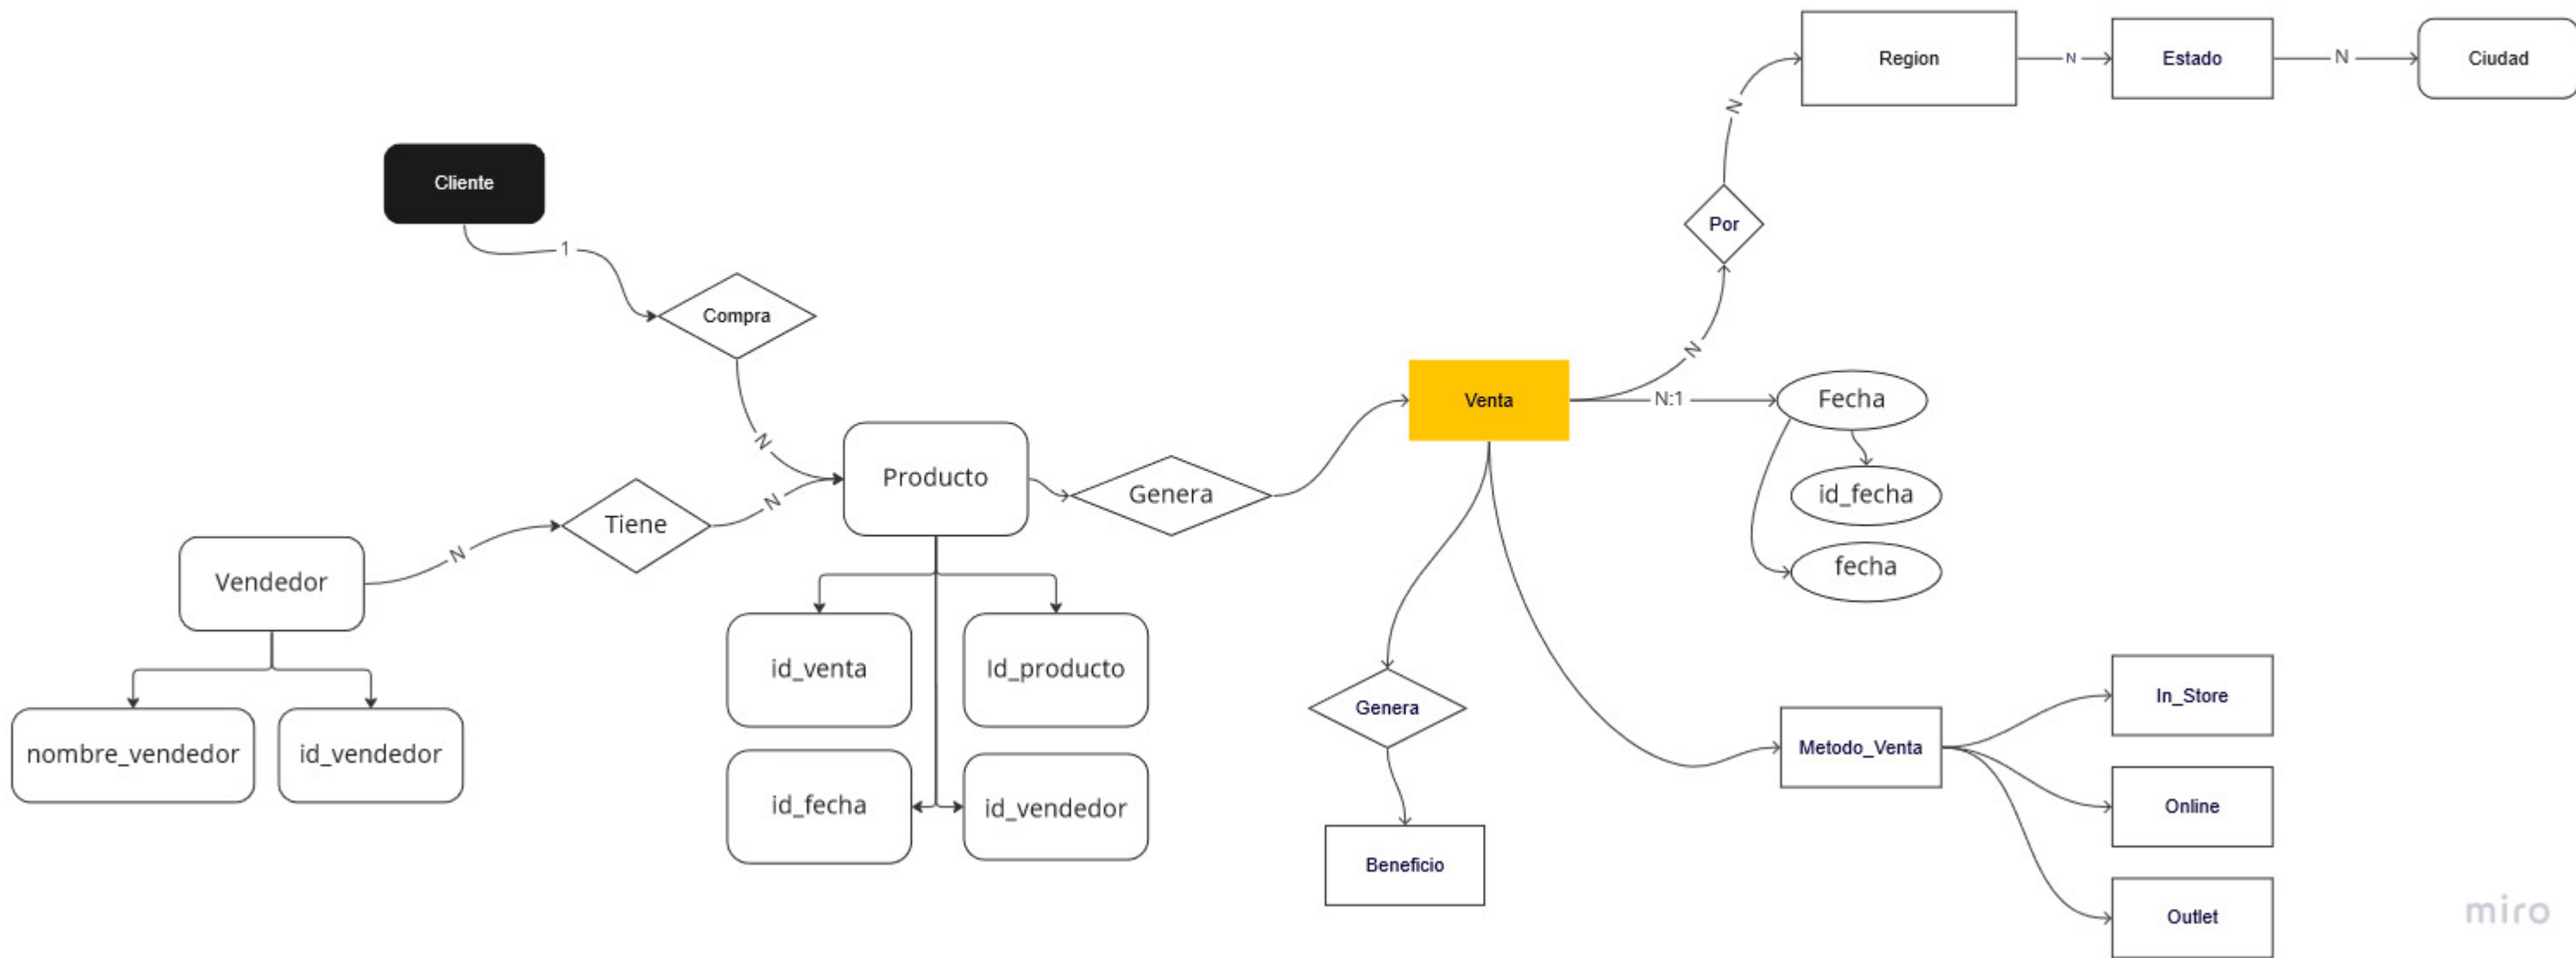 Region
N
Estado
N
Ciudad
N
Cliente
Por
1
Compra
N
N
Venta
N:1
Fecha
N
Producto
Genera
id_fecha
N
Tiene
N
Vendedor
fecha
id_venta
Id_producto
Genera
In_Store
nombre_vendedor
id_vendedor
Metodo_Venta
id_fecha
id_vendedor
Online
Beneficio
Outlet
miro